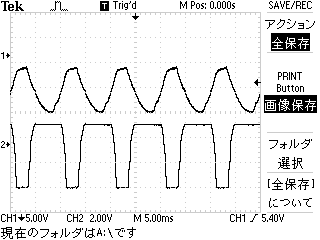 Tek
T Trig'd
M Pos: 0.000s
SAVE/REC
アクション
全保存
PRINT
Button
画像保存
フォルダ
選択
[全保存]
について
1
2
CH1 5.00V
CH2 2.00V
M 5.00ms
CH1 / 5.40V
現在のフォルダはA:\です